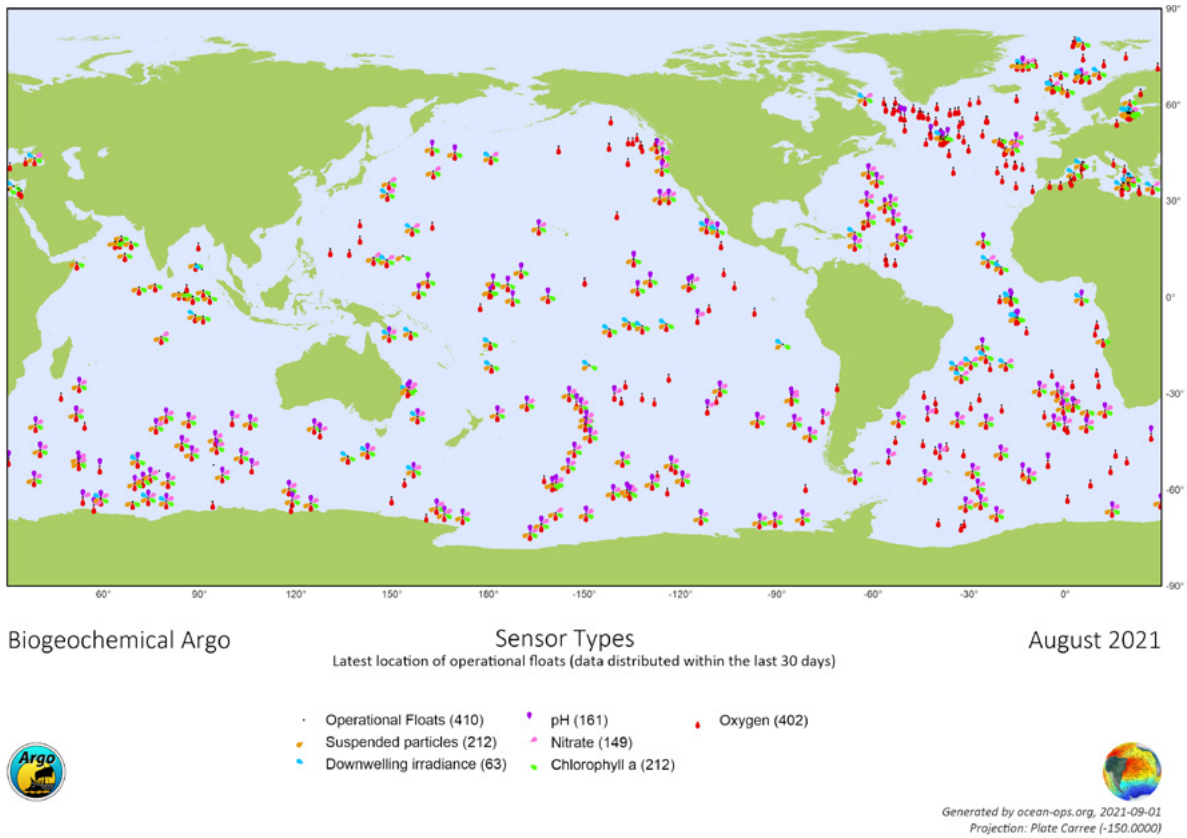 90°
60°
30°
0°
-30°
-60°
-90°
60° 90° 120° 150° 180° -150° -120° -90° -60° -30° 0°
Biogeochemical Argo
Sensor Types
August 2021
Latest location of operational floats (data distributed within the last 30 days)
Operational Floats (410)
Suspended particles (212)
Downwelling irradiance (63)
pH (161)
Nitrate (149)
Chlorophyll a (212)
Oxygen (402)
Argo
Generated by ocean-ops.org, 2021-09-01
Projection: Plate Carree (-150.0000)